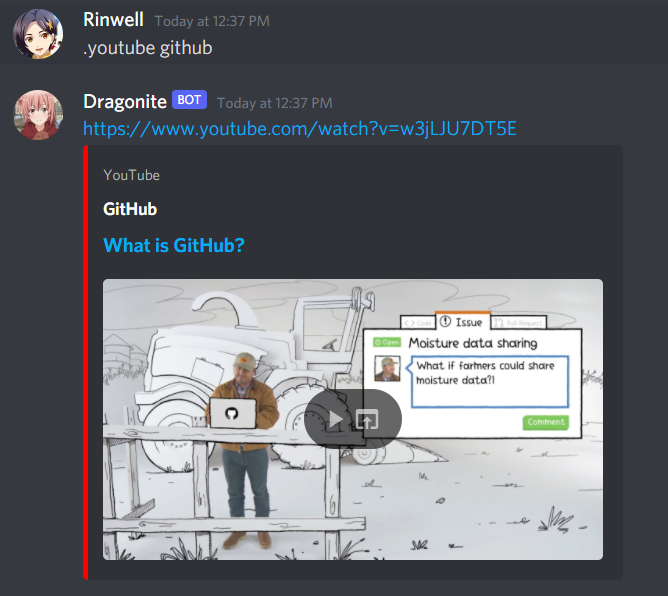 Rinwell Today at 12:37 PM
.youtube github
Dragonite BOT Today at 12:37 PM
https://www.youtube.com/watch?v=w3jLJU7DT5E
YouTube
GitHub
What is GitHub?
Code Issue Pull Request
Open Moisture data sharing
What if farmers could share
moisture data?
Comment